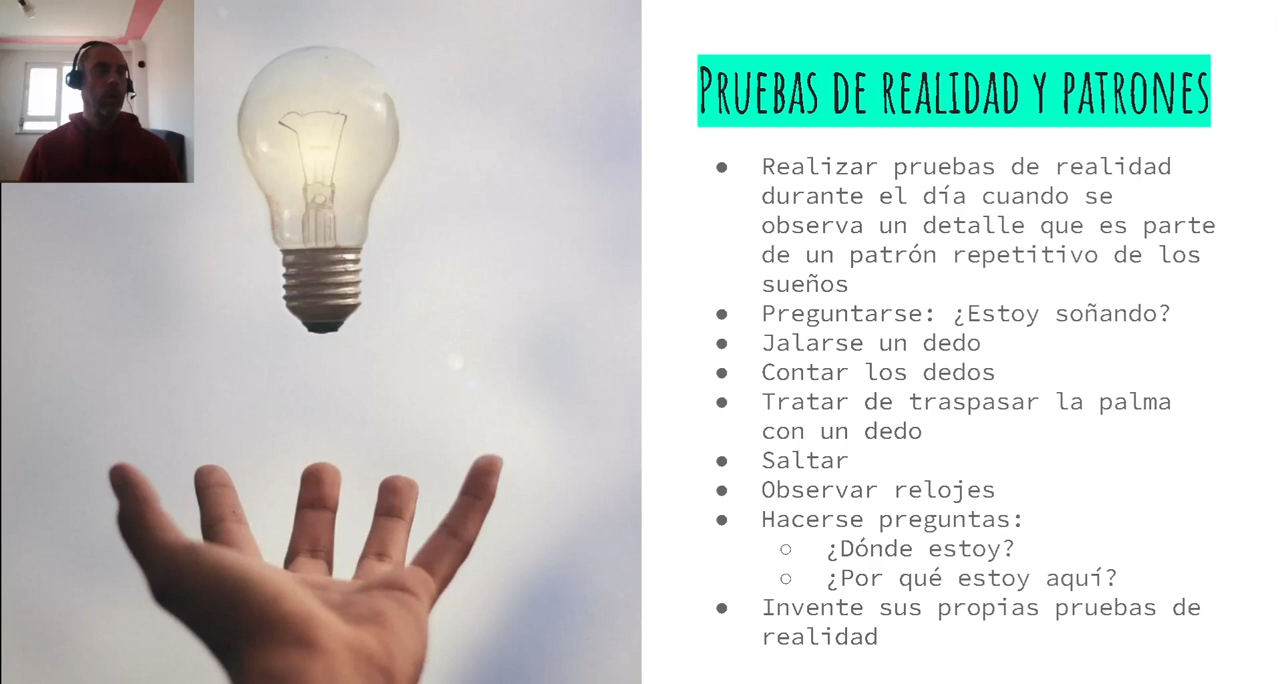 PRUEBAS DE REALIDAD Y PATRONES
● Realizar pruebas de realidad
durante el día cuando se
observa un detalle que es parte
de un patrón repetitivo de los
sueños
● Preguntarse: ¿Estoy soñando?
● Jalarse un dedo
● Contar los dedos
● Tratar de traspasar la palma
con un dedo
● Saltar
● Observar relojes
● Hacerse preguntas:
○ ¿Dónde estoy?
○ ¿Por qué estoy aquí?
● Invente sus propias pruebas de
realidad